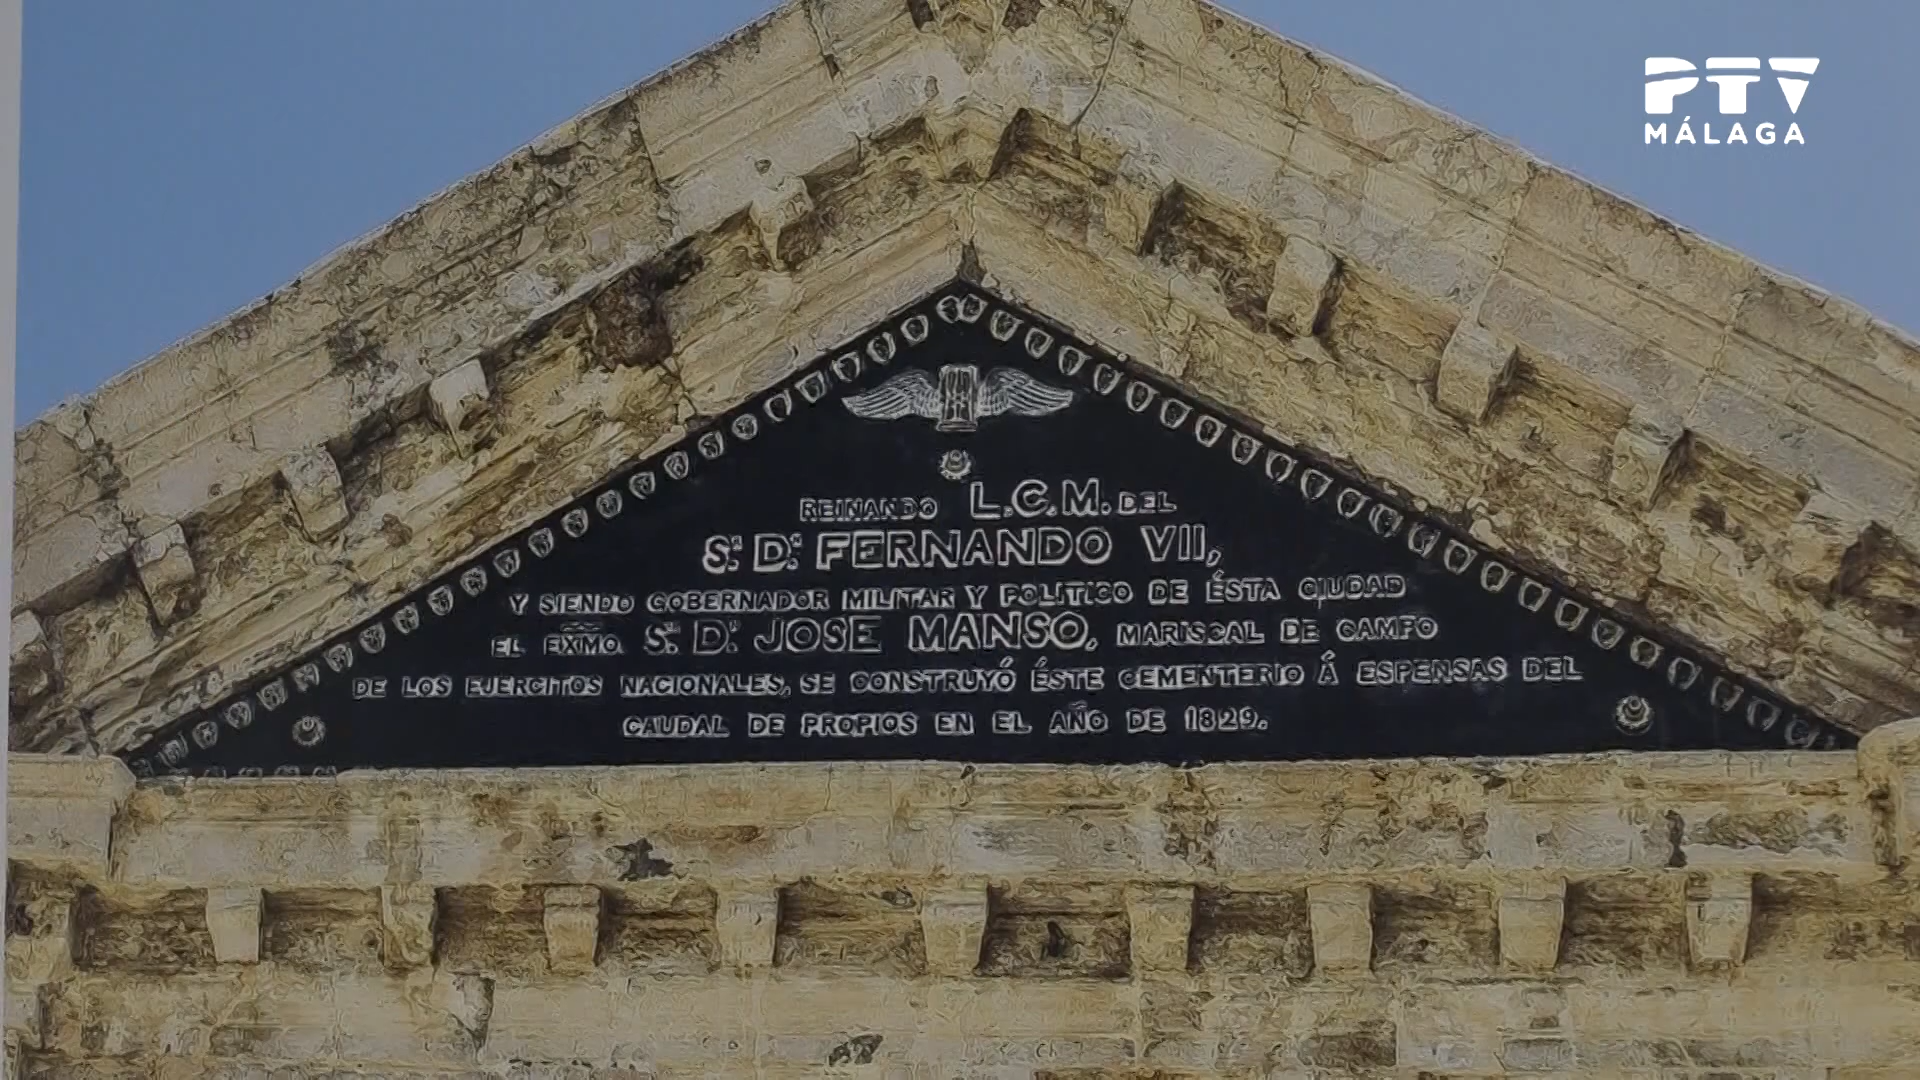 PTV
MÁLAGA
REINANDO L.C.M. DEL
S.R D.N FERNANDO VII,
Y SIENDO GOBERNADOR MILITAR Y POLITICO DE ÉSTA CIUDAD
EL EXMO. S.R D.N JOSE MANSO, MARISCAL DE CAMPO
DE LOS EJERCITOS NACIONALES, SE CONSTRUYÓ ÉSTE CEMENTERIO Á ESPENSAS DEL
CAUDAL DE PROPIOS EN EL AÑO DE 1829.